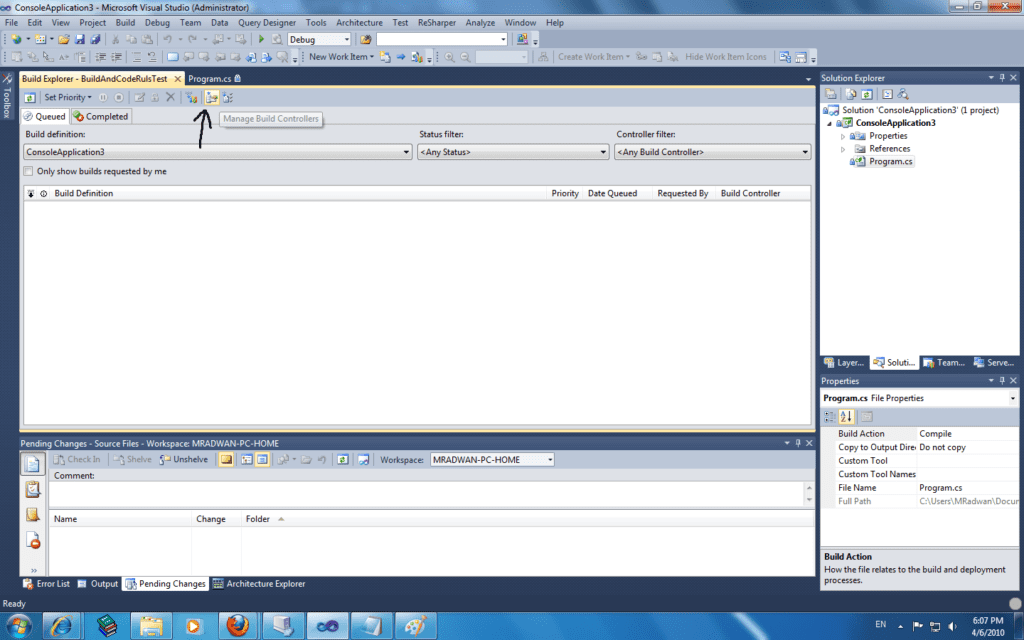 ConsoleApplication3 - Microsoft Visual Studio (Administrator)
File Edit View Project Build Debug Team Data Query Designer Tools Architecture Test ReSharper Analyze Window Help
Debug
New Work Item Create Work Item Hide Work Item Icons
Toolbox
Build Explorer - BuildAndCodeRulsTest Program.cs
Set Priority
Queued Completed
Manage Build Controllers
Build definition: Status filter: Controller filter:
ConsoleApplication3 <Any Status> <Any Build Controller>
Only show builds requested by me
Build Definition Priority Date Queued Requested By Build Controller
Solution Explorer
Solution 'ConsoleApplication3' (1 project)
ConsoleApplication3
Properties
References
Program.cs
Layer... Soluti... Team... Serve...
Properties
Program.cs File Properties
Build Action Compile
Copy to Output Direc Do not copy
Custom Tool
Custom Tool Names
File Name Program.cs
Full Path C:\Users\MRadwan\Docum
Build Action
How the file relates to the build and deployment
processes.
Pending Changes - Source Files - Workspace: MRADWAN-PC-HOME
Check In Shelve Unshelve Workspace: MRADWAN-PC-HOME
Comment:
Name Change Folder
Error List Output Pending Changes Architecture Explorer
Ready
EN 6:07 PM
4/6/2010